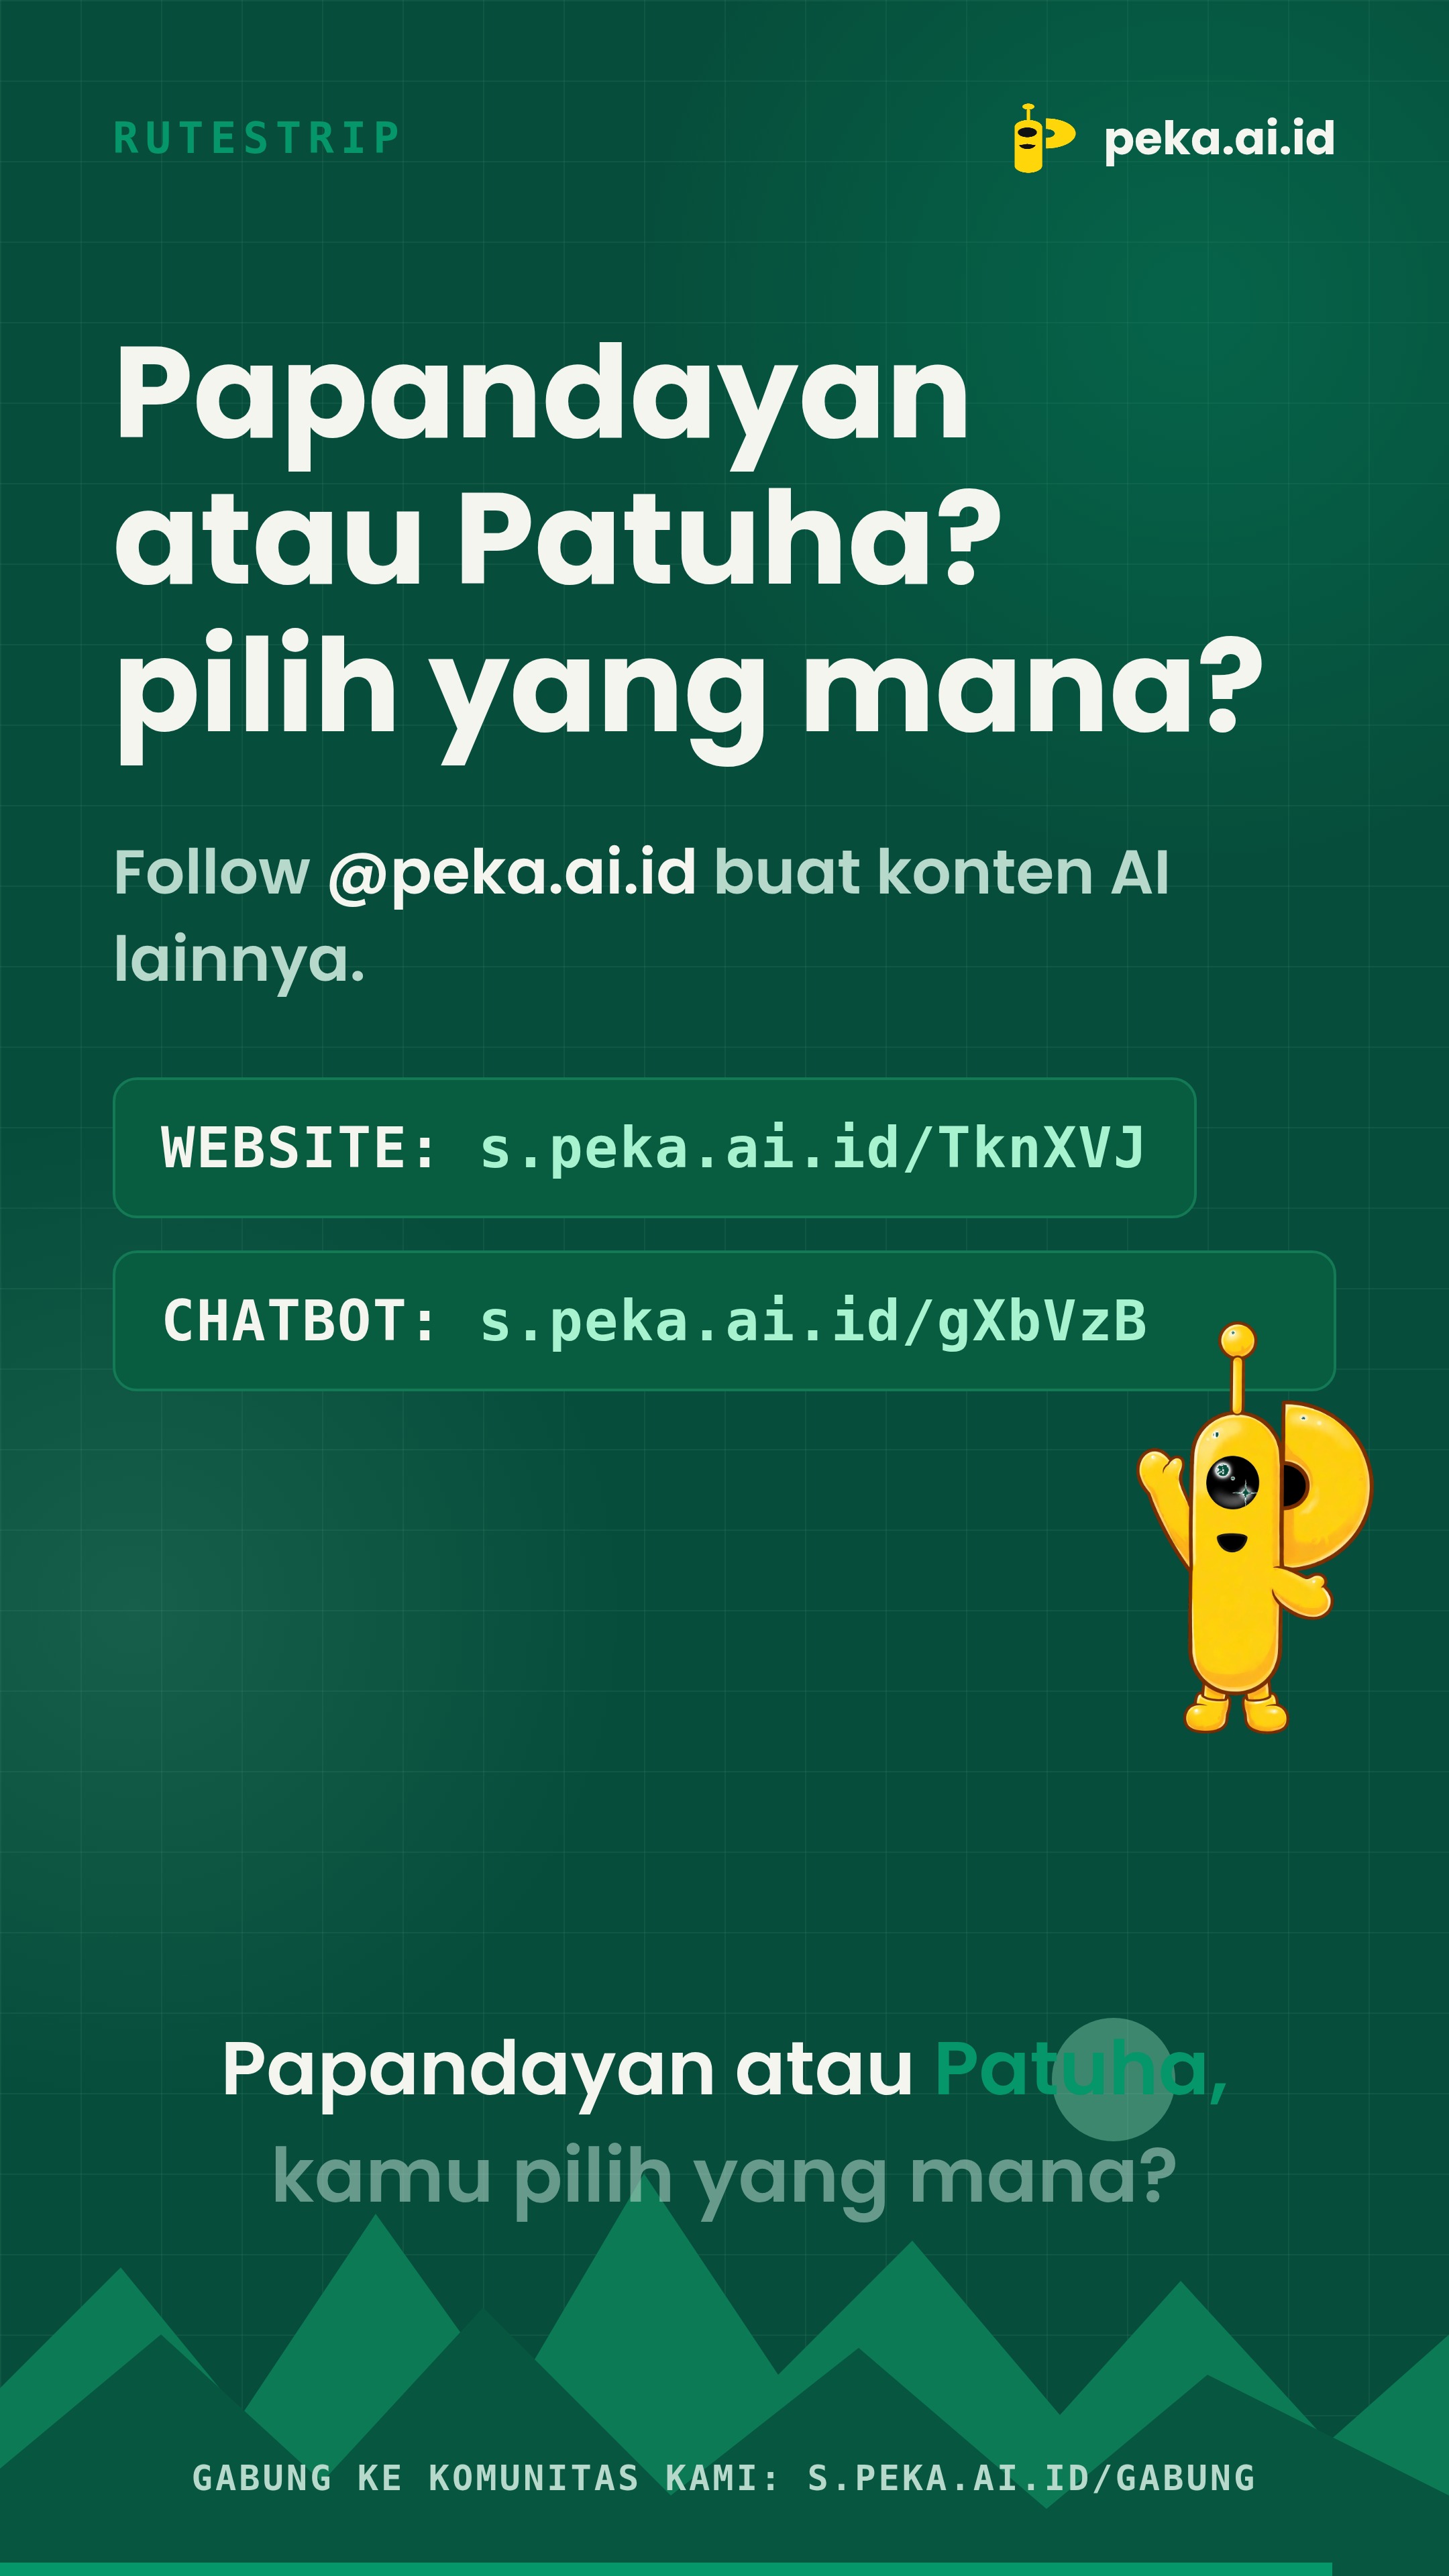 RUTESTRIP
peka.ai.id
Papandayan
atau Patuha?
pilih yang mana?
Follow @peka.ai.id buat konten AI
lainnya.
WEBSITE: s.peka.ai.id/TknXVJ
CHATBOT: s.peka.ai.id/gXbVzB
Papandayan atau Patuha,
kamu pilih yang mana?
GABUNG KE KOMUNITAS KAMI: S.PEKA.AI.ID/GABUNG